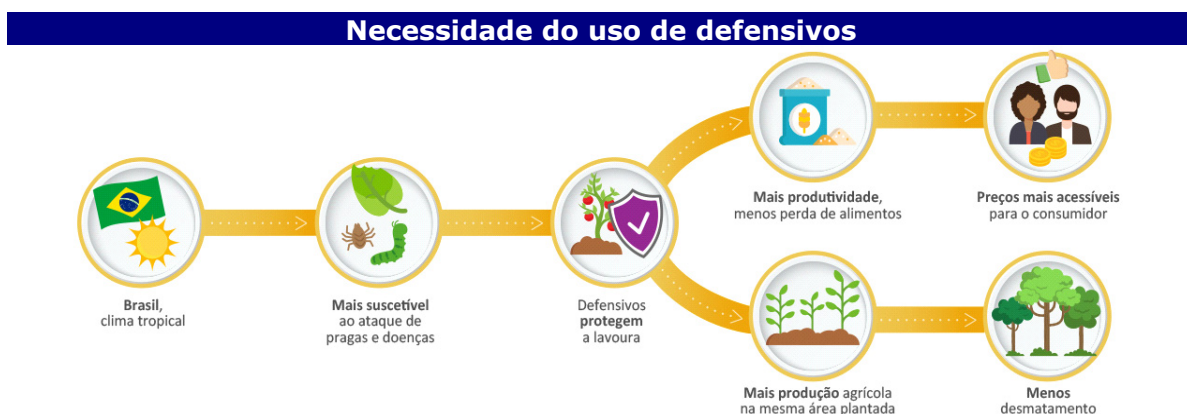 Necessidade do uso de defensivos
Brasil,
clima tropical
Mais suscetível
ao ataque de
pragas e doenças
Defensivos
protegem
a lavoura
Mais produtividade,
menos perda de alimentos
Preços mais acessíveis
para o consumidor
Mais produção agrícola
na mesma área plantada
Menos
desmatamento